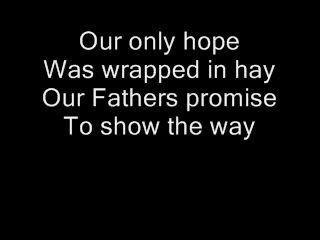 Our only hope
Was wrapped in hay
Our Fathers promise
To show the way